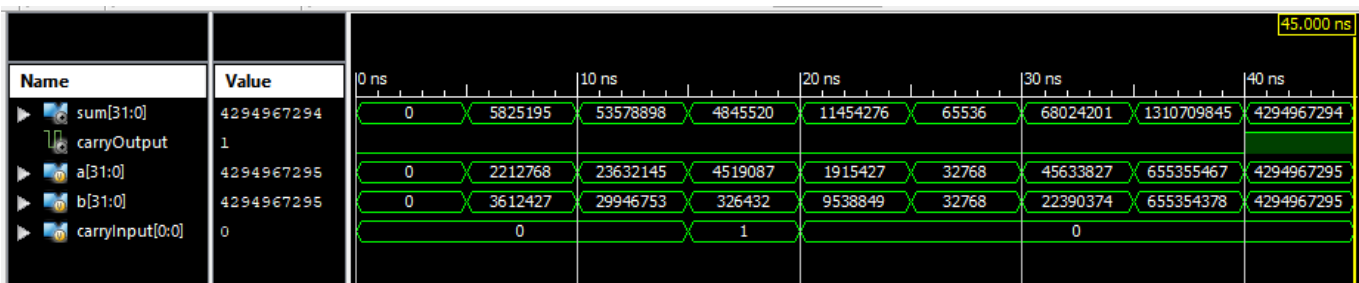 45.000 ns
Name Value 0 ns 10 ns 20 ns 30 ns 40 ns
sum[31:0] 4294967294 0 5825195 53578898 4845520 11454276 65536 68024201 1310709845 4294967294
carryOutput 1
a[31:0] 4294967295 0 2212768 23632145 4519087 1915427 32768 45633827 655355467 4294967295
b[31:0] 4294967295 0 3612427 29946753 326432 9538849 32768 22390374 655354378 4294967295
carryInput[0:0] 0 0 1 0